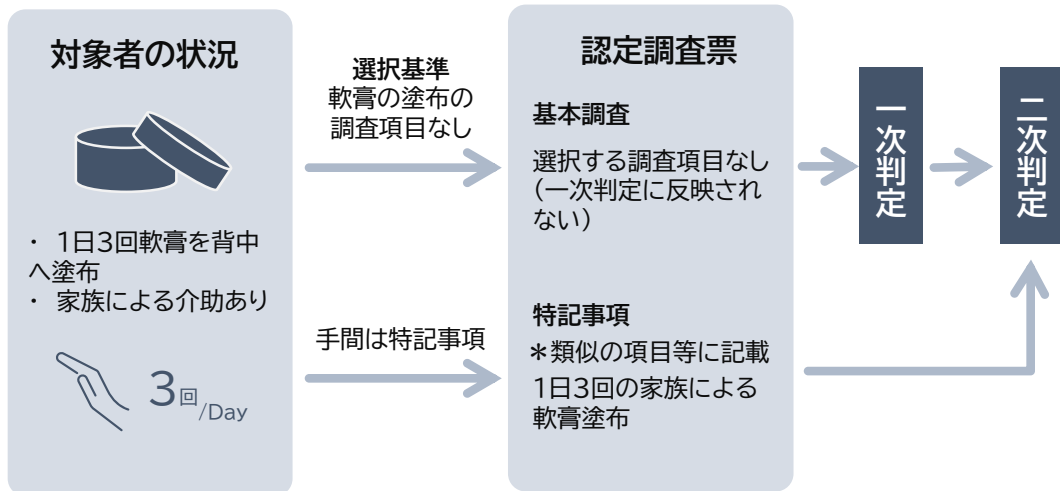 対象者の状況
・ 1日3回軟膏を背中
へ塗布
・ 家族による介助あり
3回/Day
選択基準
軟膏の塗布の
調査項目なし
手間は特記事項
認定調査票
基本調査
選択する調査項目なし
(一次判定に反映され
ない)
特記事項
＊類似の項目等に記載
1日3回の家族による
軟膏塗布
一次判定
二次判定